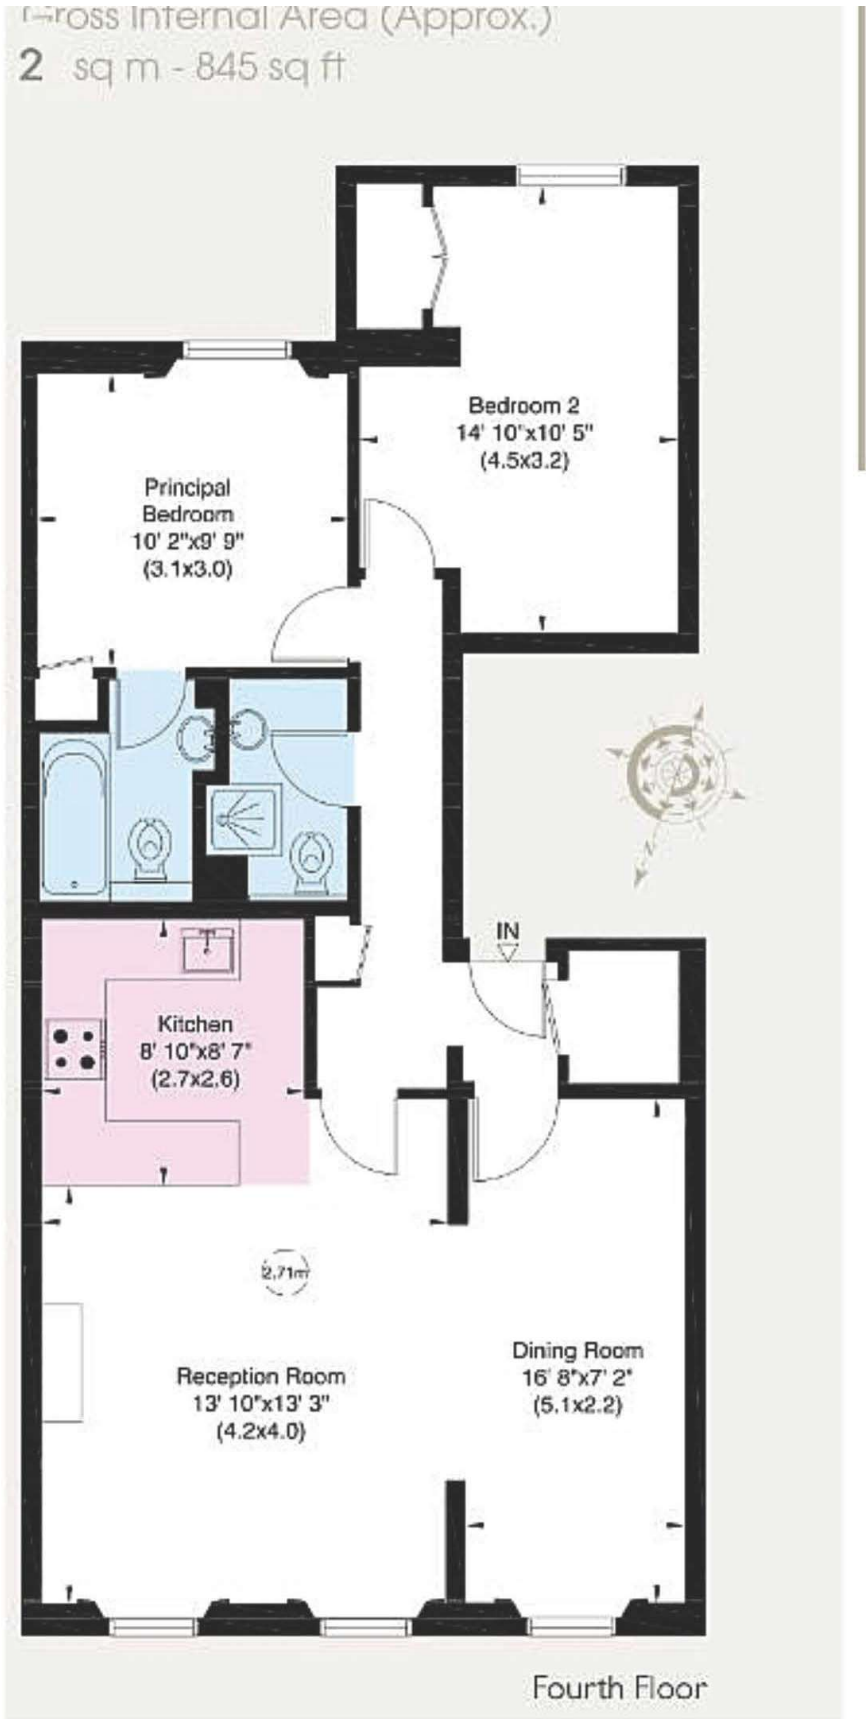 Gross Internal Area (Approx.)
2 sq m - 845 sq ft
Bedroom 2
14' 10"x10' 5"
(4.5x3.2)
Principal
Bedroom
10' 2"x9' 9"
(3.1x3.0)
N
IN
Kitchen
8' 10"x8' 7"
(2.7x2.6)
2.71m
Reception Room
13' 10"x13' 3"
(4.2x4.0)
Dining Room
16' 8"x7' 2"
(5.1x2.2)
Fourth Floor